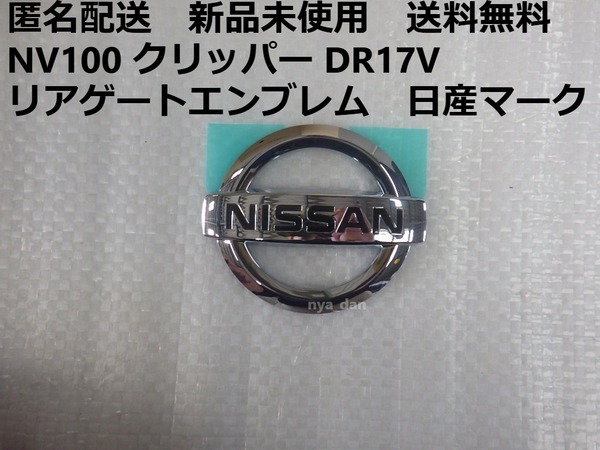 匿名配送　新品未使用　送料無料
NV100 クリッパー DR17V
リアゲートエンブレム　日産マーク
NISSAN
nya_dan